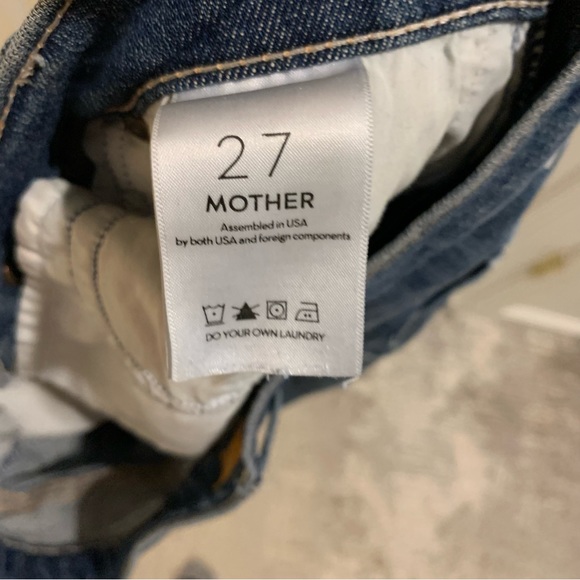 27
MOTHER
Assembled in USA
by both USA and foreign components
DO YOUR OWN LAUNDRY